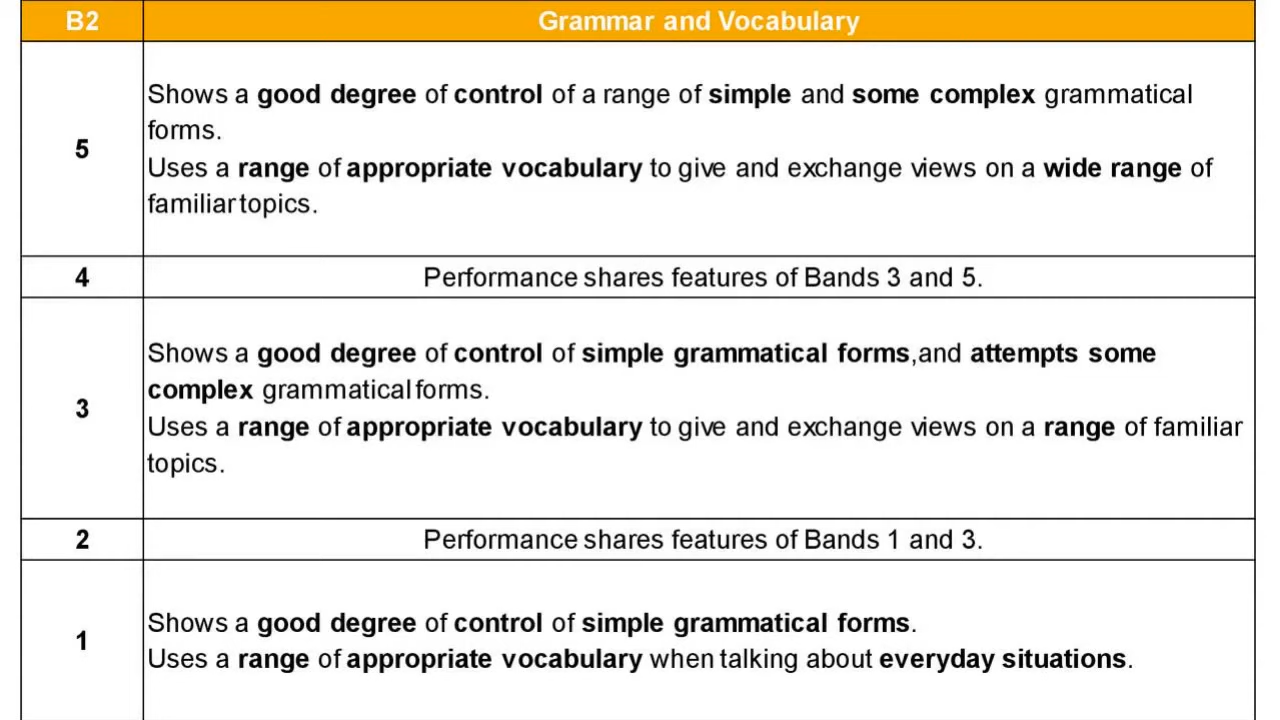 B2
Grammar and Vocabulary
5
Shows a good degree of control of a range of simple and some complex grammatical
forms.
Uses a range of appropriate vocabulary to give and exchange views on a wide range of
familiar topics.
4
Performance shares features of Bands 3 and 5.
3
Shows a good degree of control of simple grammatical forms,and attempts some
complex grammatical forms.
Uses a range of appropriate vocabulary to give and exchange views on a range of familiar
topics.
2
Performance shares features of Bands 1 and 3.
1
Shows a good degree of control of simple grammatical forms.
Uses a range of appropriate vocabulary when talking about everyday situations.